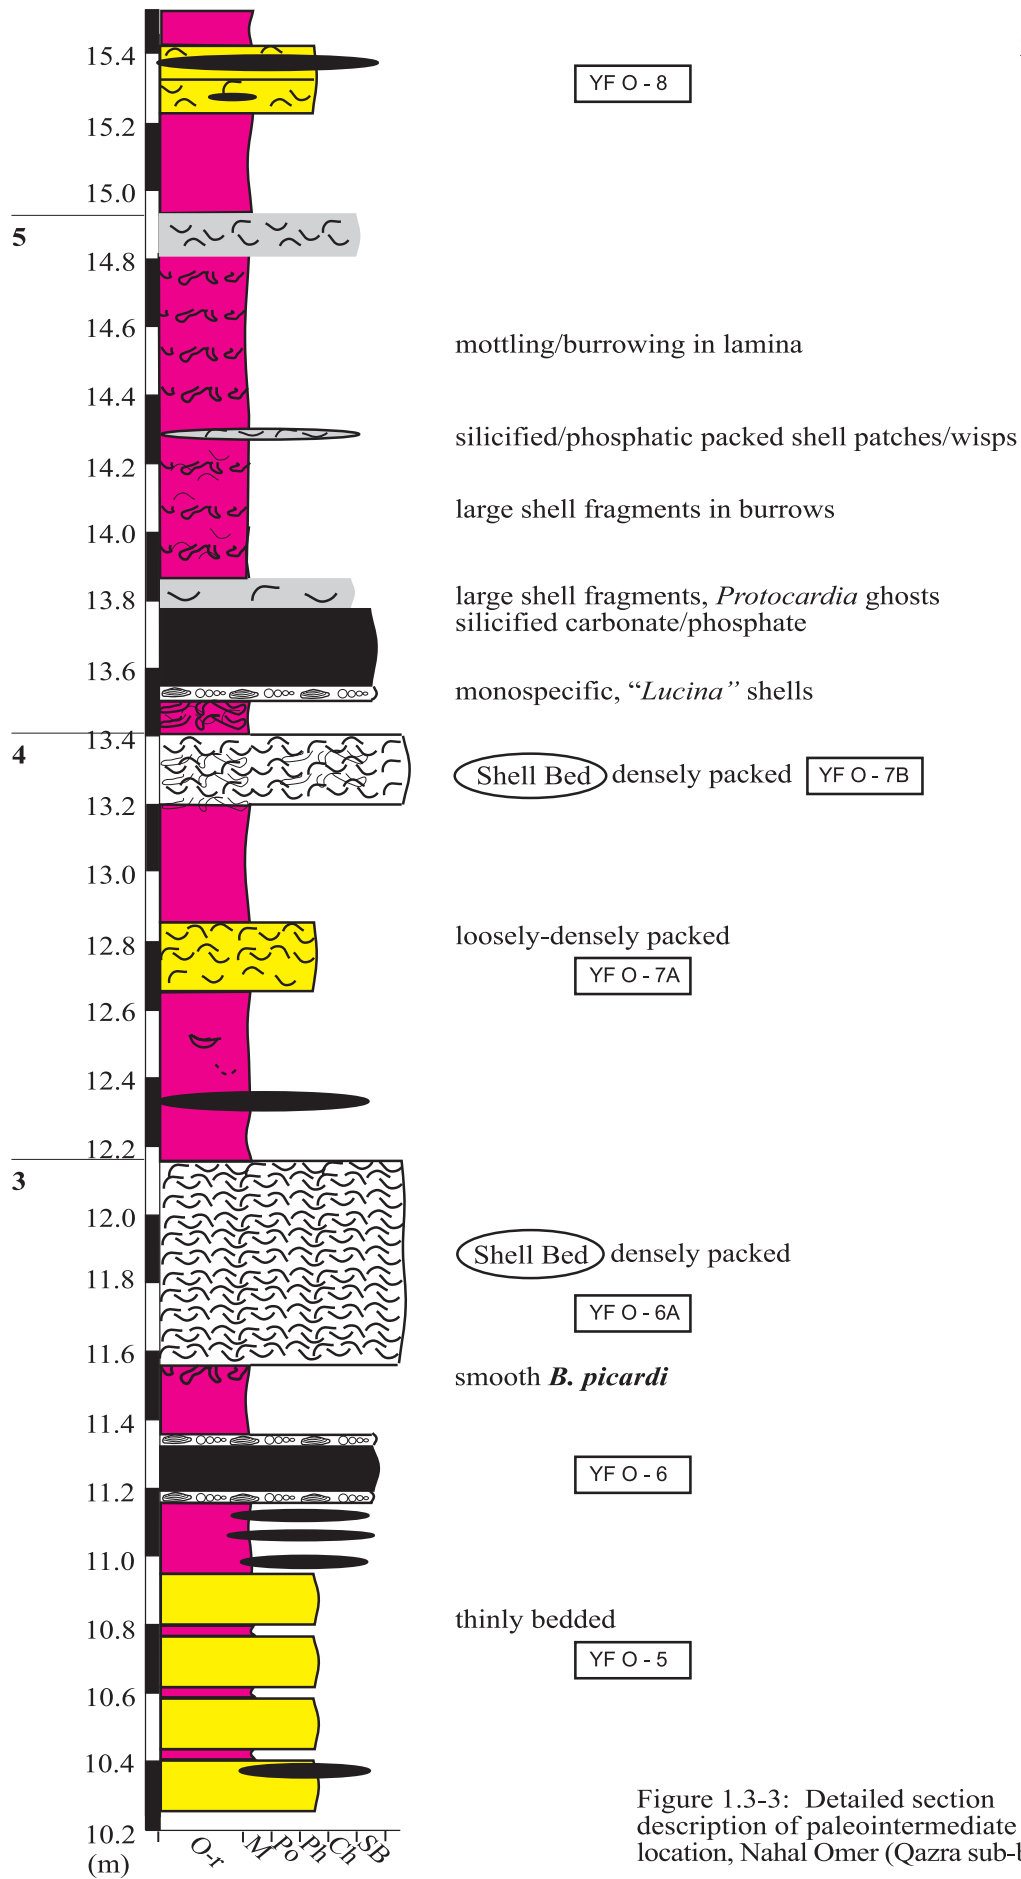 15.4
YF O - 8
15.2
15.0
5
14.8
14.6
mottling/burrowing in lamina
14.4
silicified/phosphatic packed shell patches/wisps
14.2
large shell fragments in burrows
14.0
13.8
large shell fragments, Protocardia ghosts
silicified carbonate/phosphate
13.6
monospecific, “Lucina” shells
13.4
4
Shell Bed densely packed YF O - 7B
13.2
13.0
12.8
loosely-densely packed
YF O - 7A
12.6
12.4
12.2
3
12.0
Shell Bed densely packed
11.8
YF O - 6A
11.6
smooth B. picardi
11.4
YF O - 6
11.2
11.0
10.8
thinly bedded
YF O - 5
10.6
10.4
10.2
(m)
O-r M Po Ph Ch SB
Figure 1.3-3: Detailed section
description of paleointermediate
location, Nahal Omer (Qazra sub-b